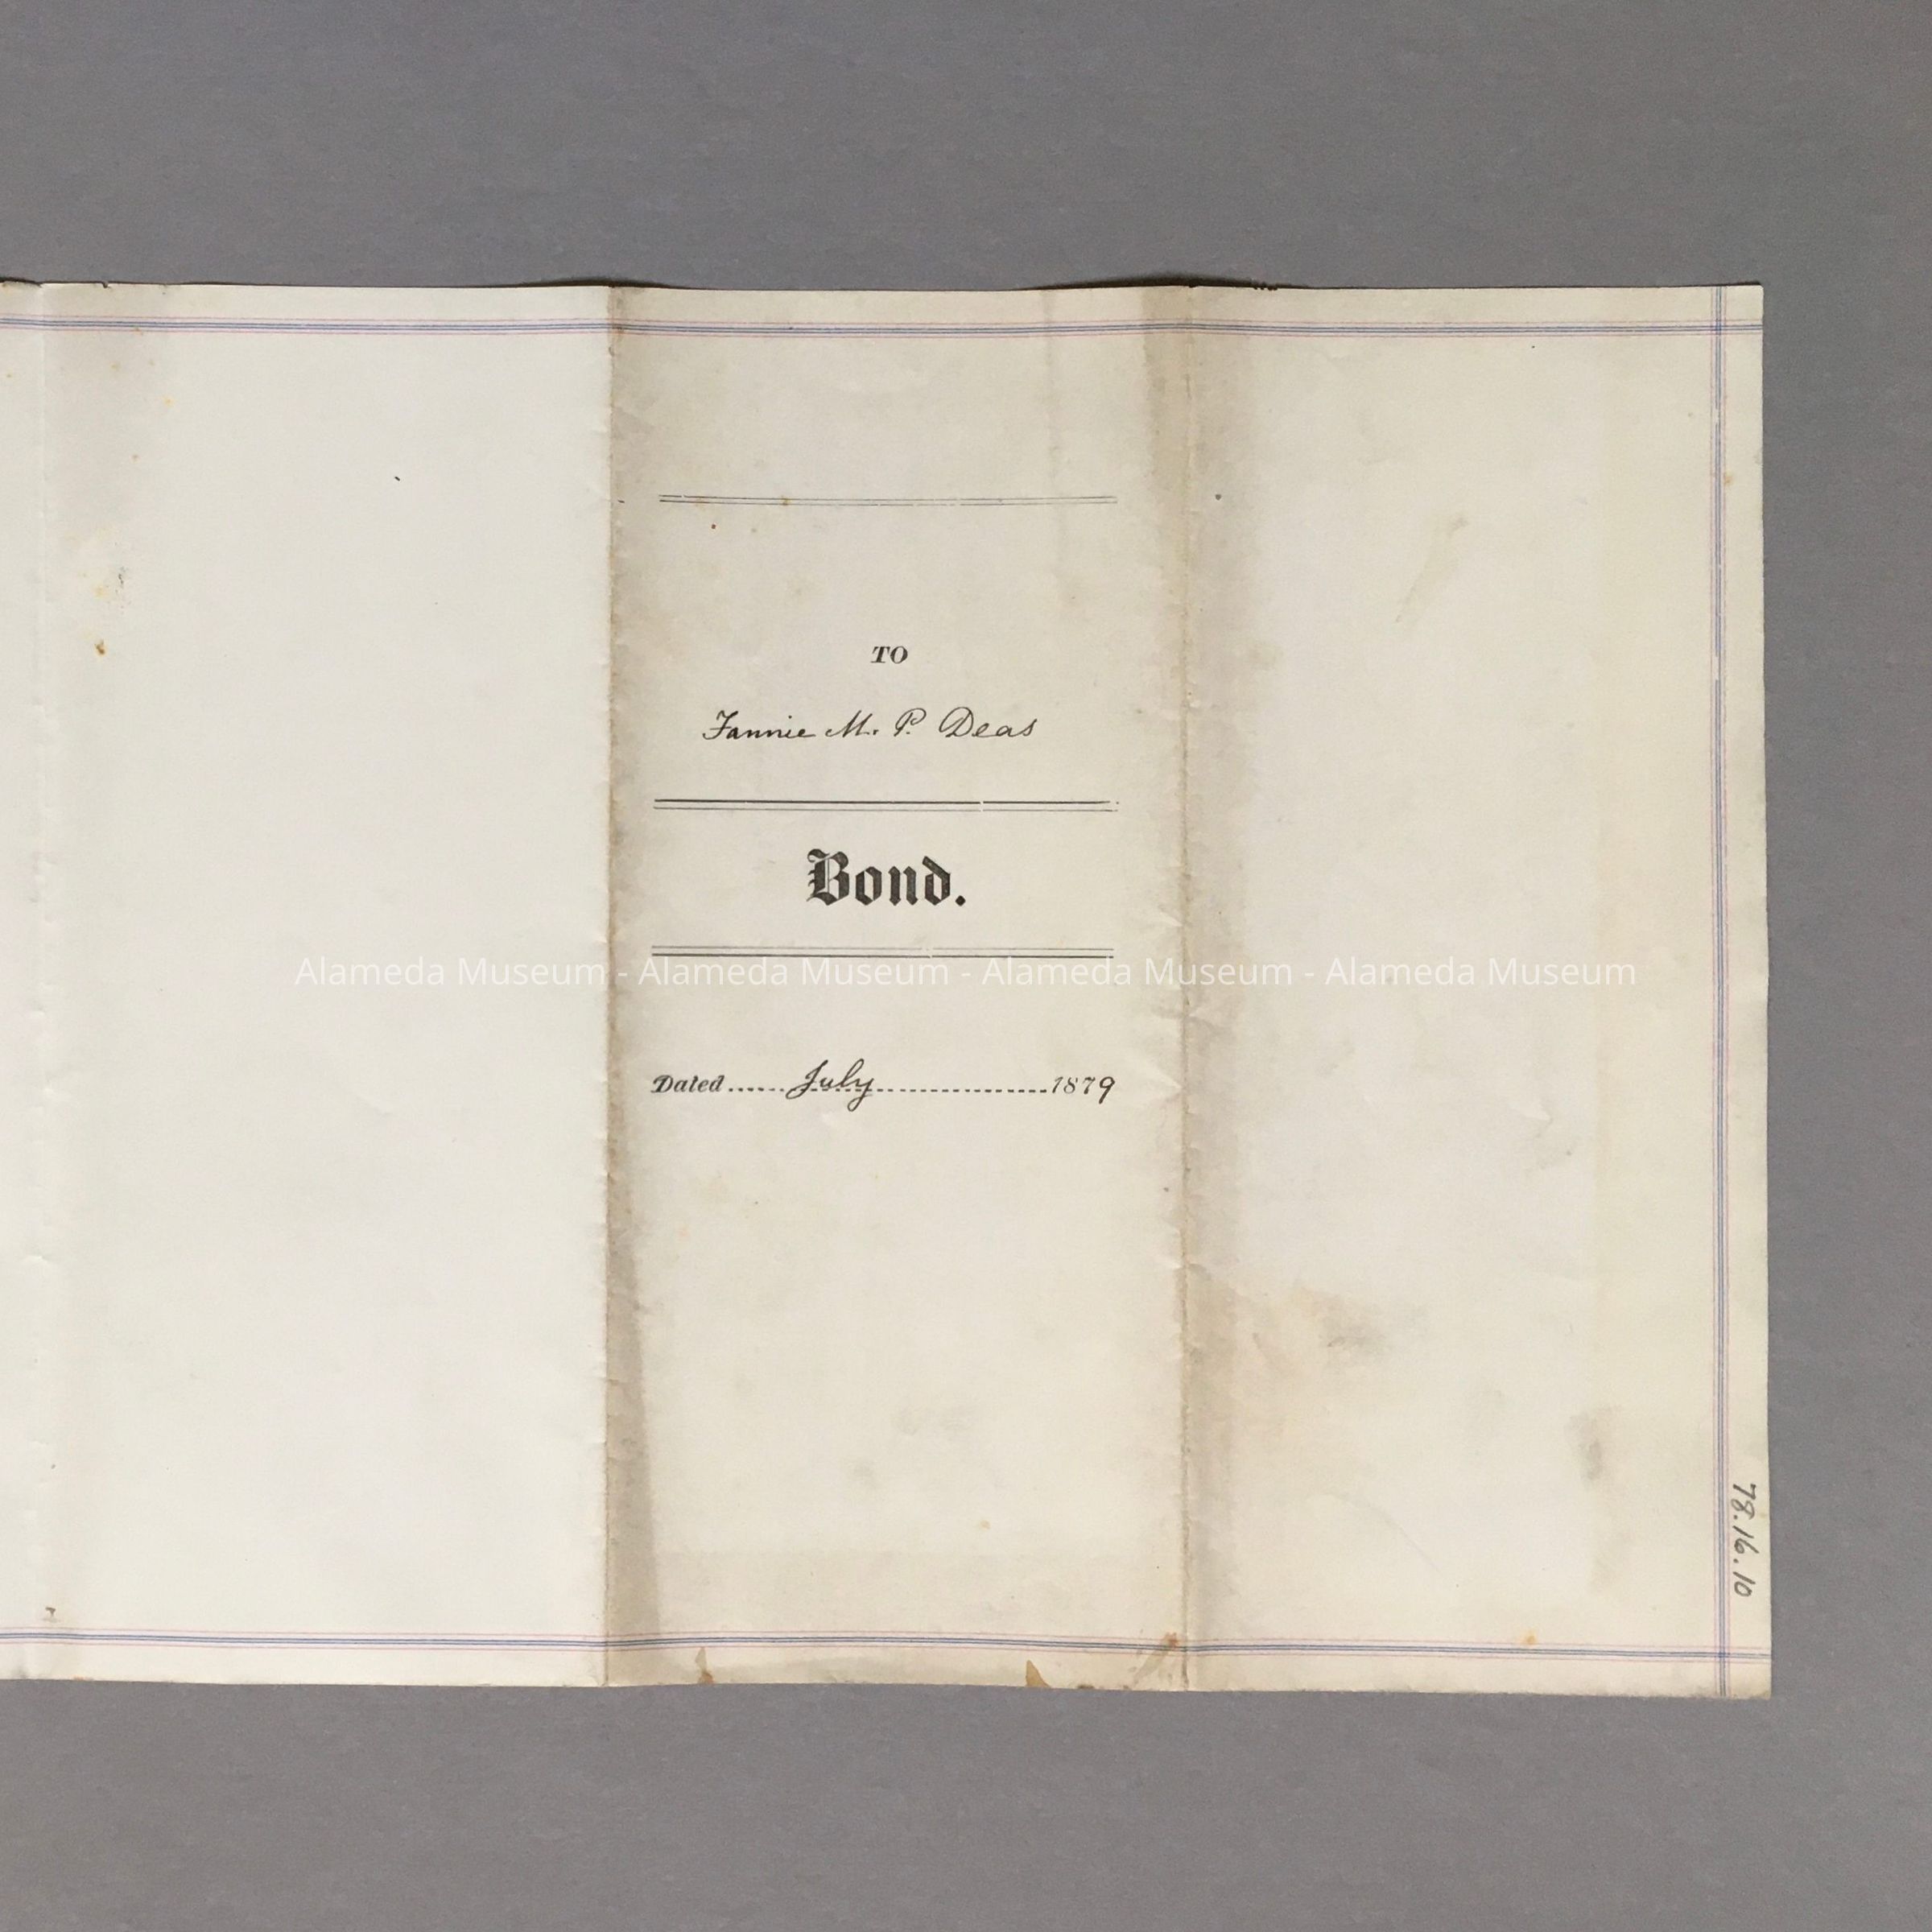 TO
Fannie M. P. Deas
Bond.
Alameda Museum - Alameda Museum - Alameda Museum - Alameda Museum
Dated ...... July ...... 1879
78.16.10